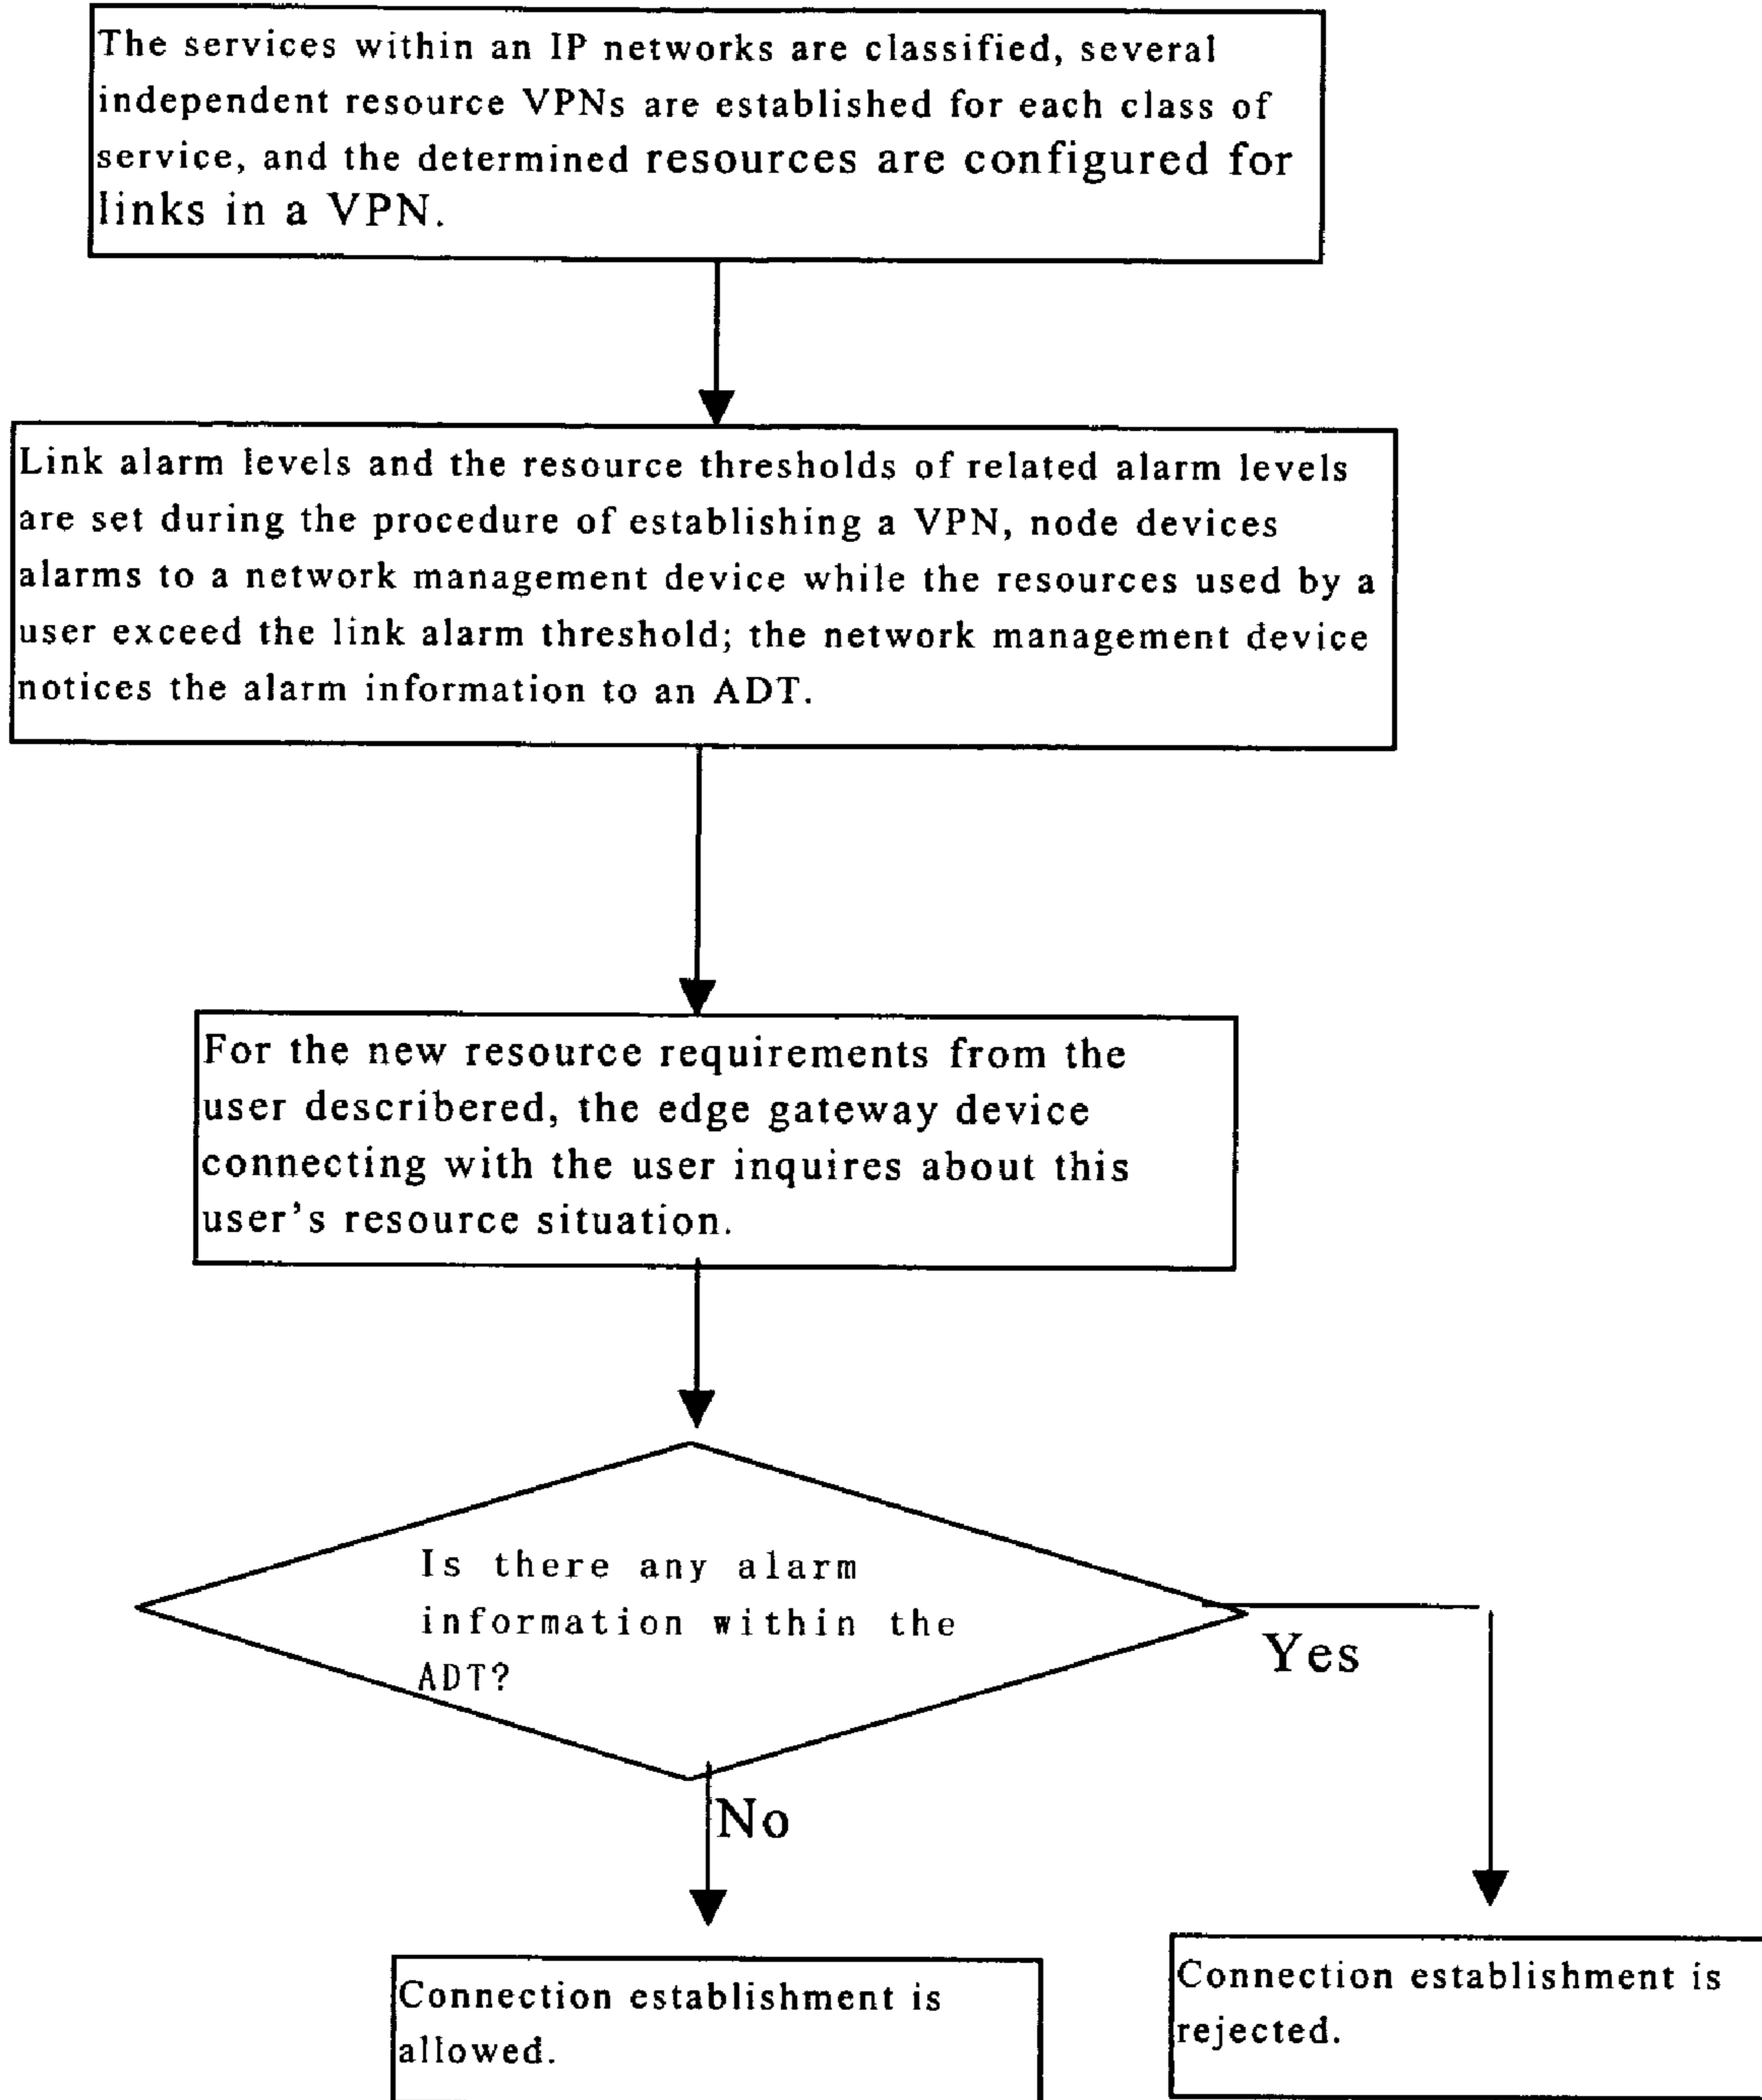 The services within an IP networks are classified, several
independent resource VPNs are established for each class of
service, and the determined resources are configured for
links in a VPN.
Link alarm levels and the resource thresholds of related alarm levels
are set during the procedure of establishing a VPN, node devices
alarms to a network management device while the resources used by a
user exceed the link alarm threshold; the network management device
notices the alarm information to an ADT.
For the new resource requirements from the
user describered, the edge gateway device
connecting with the user inquires about this
user's resource situation.
Is there any alarm
information within the
ADT?
Yes
No
Connection establishment is
allowed.
Connection establishment is
rejected.